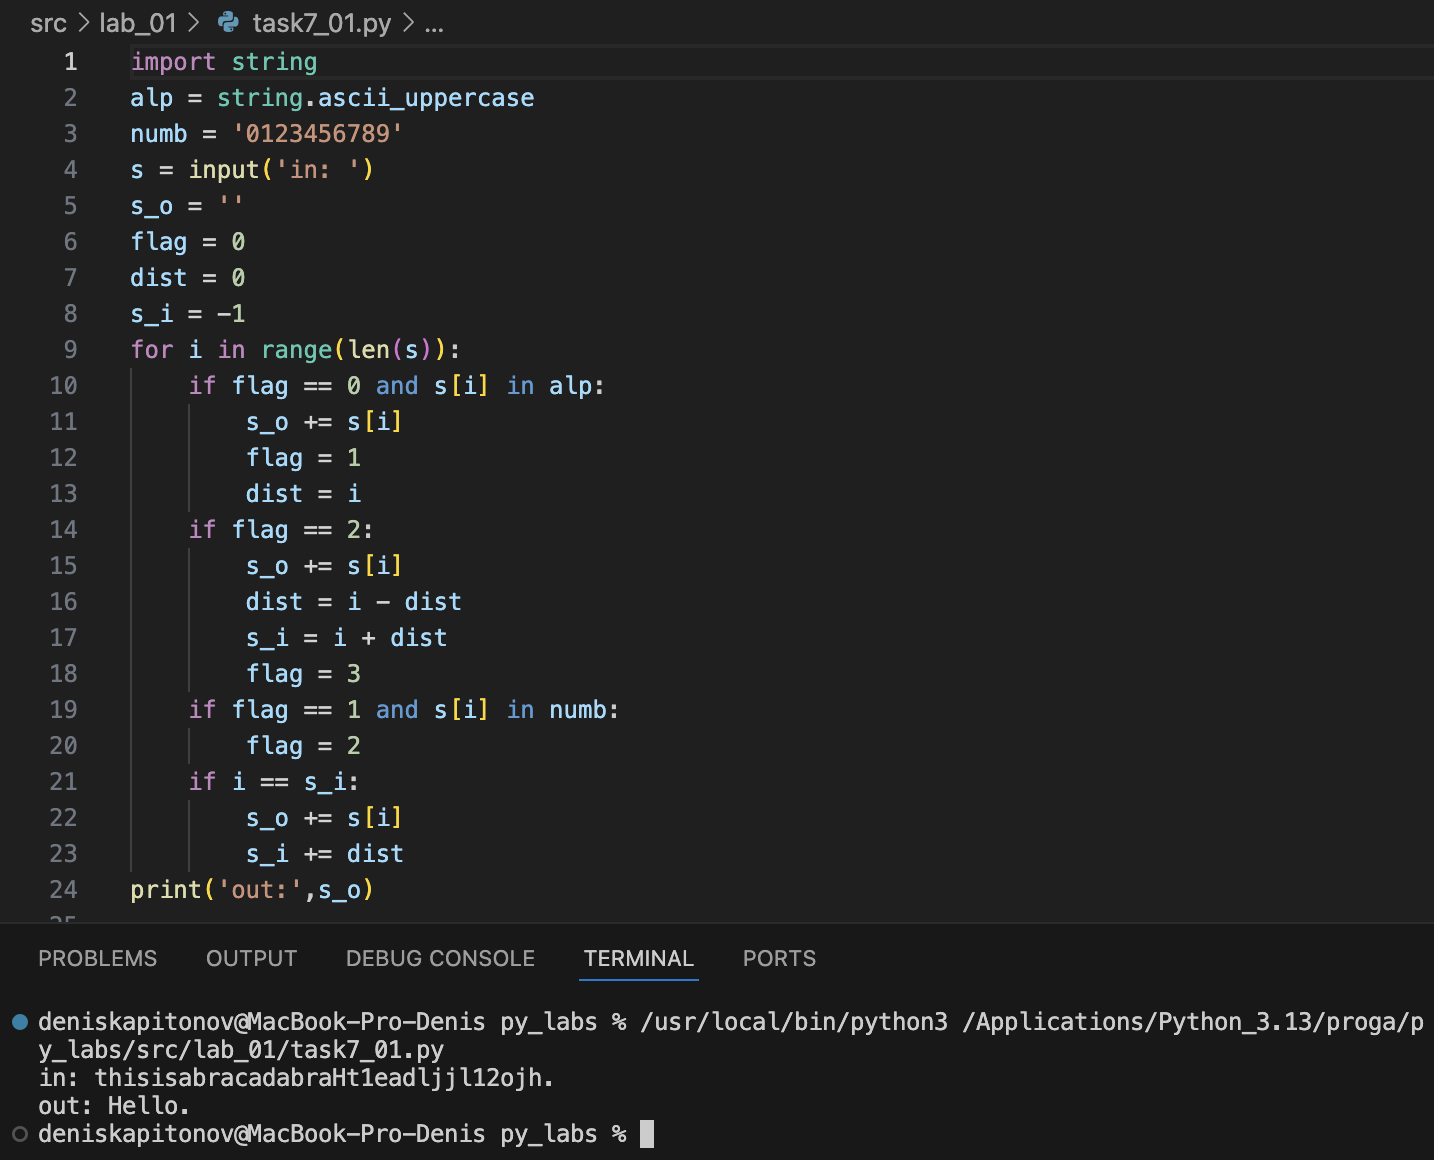 src > lab_01 > task7_01.py > ...
1 import string
2 alp = string.ascii_uppercase
3 numb = '0123456789'
4 s = input('in: ')
5 s_o = ''
6 flag = 0
7 dist = 0
8 s_i = -1
9 for i in range(len(s)):
10     if flag == 0 and s[i] in alp:
11         s_o += s[i]
12         flag = 1
13         dist = i
14     if flag == 2:
15         s_o += s[i]
16         dist = i - dist
17         s_i = i + dist
18         flag = 3
19     if flag == 1 and s[i] in numb:
20         flag = 2
21     if i == s_i:
22         s_o += s[i]
23         s_i += dist
24 print('out:',s_o)
PROBLEMS OUTPUT DEBUG CONSOLE TERMINAL PORTS
deniskapitonov@MacBook-Pro-Denis py_labs % /usr/local/bin/python3 /Applications/Python_3.13/proga/p
y_labs/src/lab_01/task7_01.py
in: thisisabracadabraHt1eadljjl12ojh.
out: Hello.
deniskapitonov@MacBook-Pro-Denis py_labs %